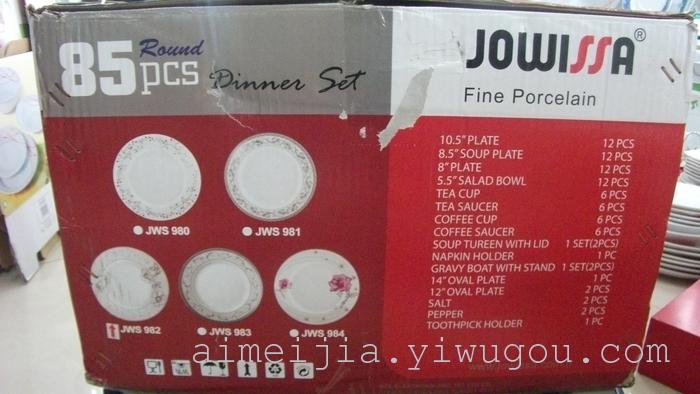 85 Round
pcs Dinner Set
JOWISSA®
Fine Porcelain
10.5" PLATE 12 PCS
8.5" SOUP PLATE 12 PCS
8" PLATE 12 PCS
5.5" SALAD BOWL 12 PCS
TEA CUP 6 PCS
TEA SAUCER 6 PCS
COFFEE CUP 6 PCS
COFFEE SAUCER 6 PCS
SOUP TUREEN WITH LID 1 SET(2PCS)
NAPKIN HOLDER 1 PC
GRAVY BOAT WITH STAND 1 SET(2PCS)
14" OVAL PLATE 1 PC
12" OVAL PLATE 2 PCS
SALT 2 PCS
PEPPER 2 PCS
TOOTHPICK HOLDER 1 PC
JWS 980
JWS 981
JWS 982
JWS 983
JWS 984
aimeijia.yiwugou.com